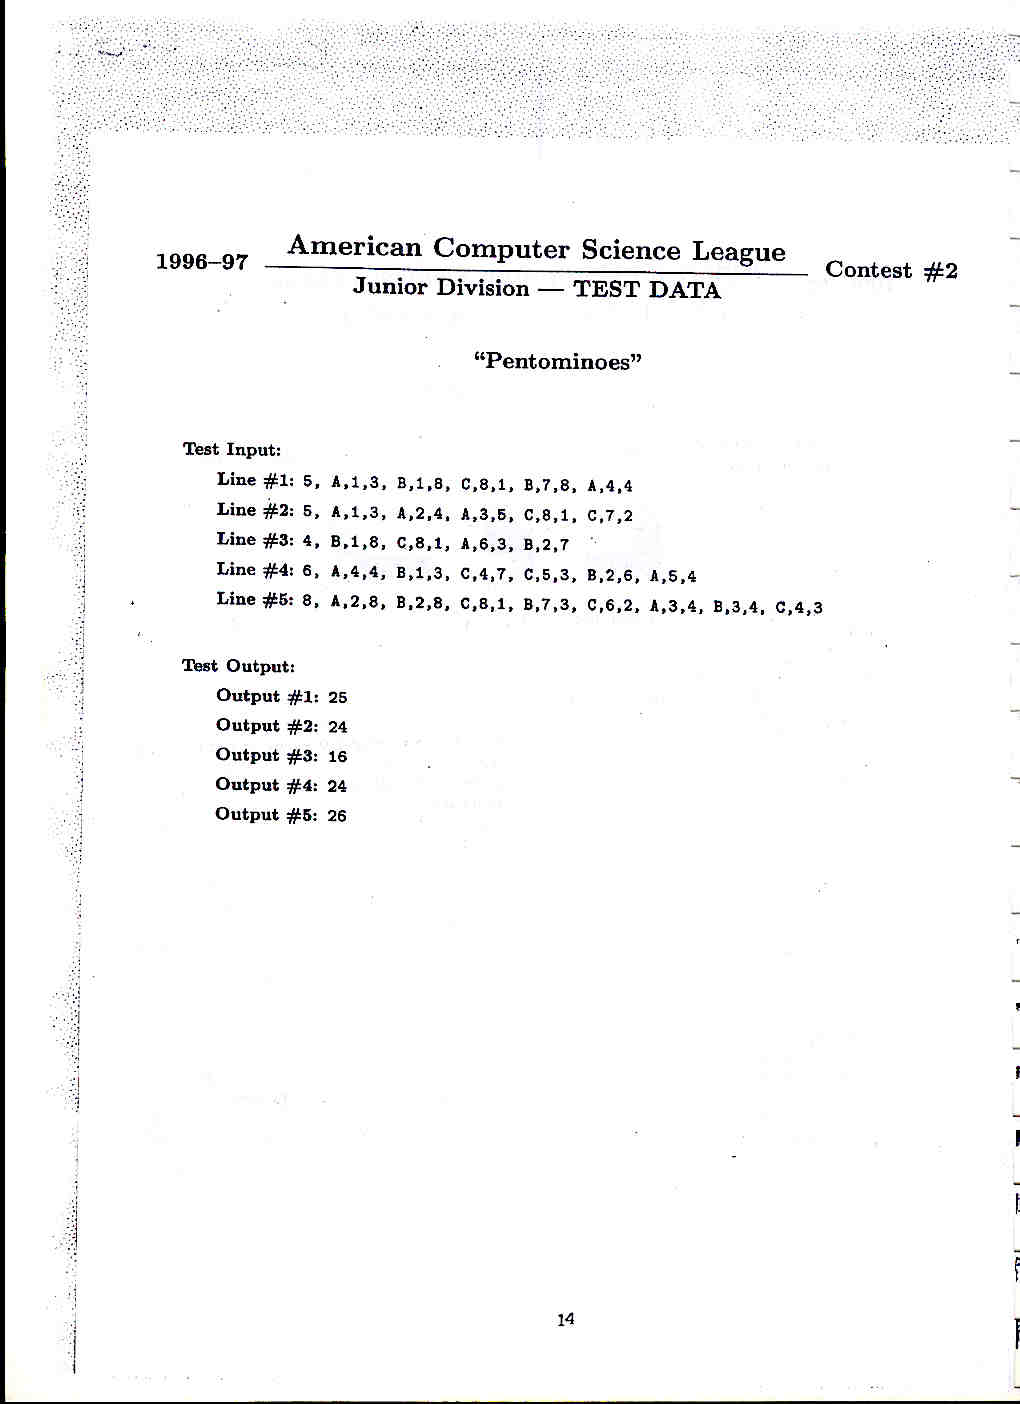 1996–97 American Computer Science League Contest #2
Junior Division — TEST DATA
“Pentominoes”
Test Input:
Line #1: 5, A,1,3, B,1,8, C,8,1, B,7,8, A,4,4
Line #2: 5, A,1,3, A,2,4, A,3,5, C,8,1, C,7,2
Line #3: 4, B,1,8, C,8,1, A,6,3, B,2,7
Line #4: 6, A,4,4, B,1,3, C,4,7, C,5,3, B,2,6, A,5,4
Line #5: 8, A,2,8, B,2,8, C,8,1, B,7,3, C,6,2, A,3,4, B,3,4, C,4,3
Test Output:
Output #1: 25
Output #2: 24
Output #3: 16
Output #4: 24
Output #5: 26
14